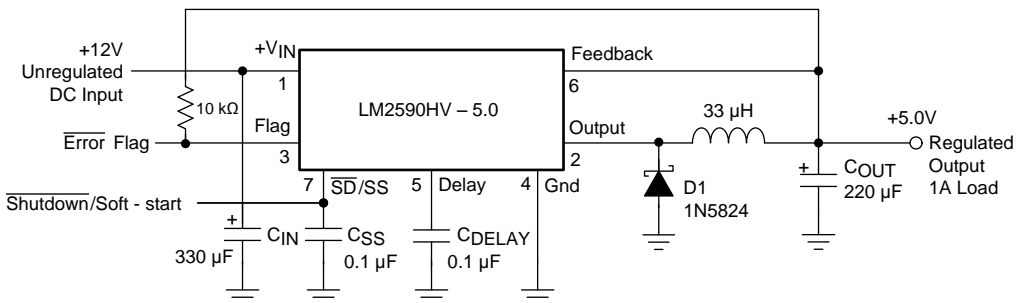 +12V
Unregulated
DC Input
+VIN
1
Feedback
6
10 kΩ
LM2590HV – 5.0
33 µH
+5.0V
Error Flag
Flag
3
Output
2
Regulated
Output
1A Load
7
SD/SS
5
Delay
4
Gnd
D1
1N5824
+
COUT
220 µF
Shutdown/Soft - start
+
CIN
330 µF
CSS
0.1 µF
CDELAY
0.1 µF